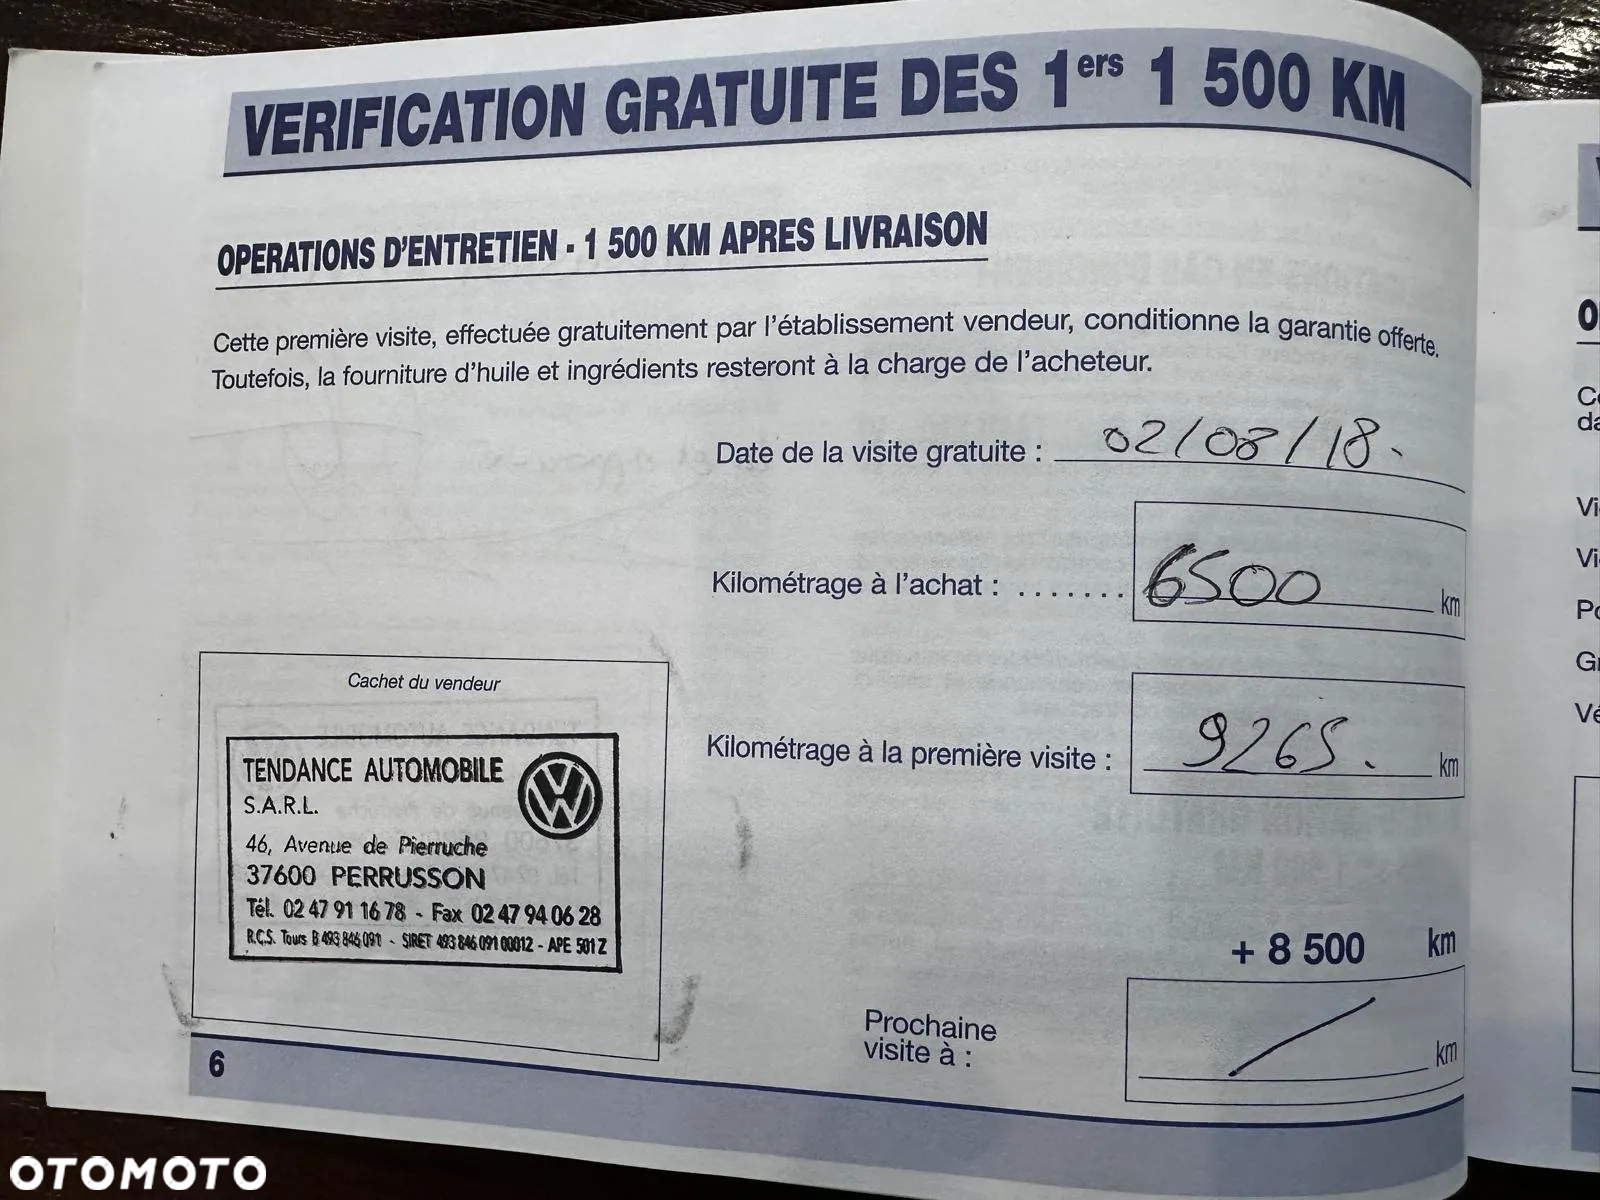 VERIFICATION GRATUITE DES 1ers 1 500 KM
OPERATIONS D'ENTRETIEN - 1 500 KM APRES LIVRAISON
Cette première visite, effectuée gratuitement par l'établissement vendeur, conditionne la garantie offerte.
Toutefois, la fourniture d'huile et ingrédients resteront à la charge de l'acheteur.
Date de la visite gratuite : 02/08/18.
Kilométrage à l'achat : ....... 6500 km
Kilométrage à la première visite : 9265. km
Cachet du vendeur
TENDANCE AUTOMOBILE
S.A.R.L.
46, Avenue de Pierruche
37600 PERRUSSON
Tél. 02 47 91 16 78 - Fax 02 47 94 06 28
R.C.S. Tours B 493 846 091 - SIRET 493 846 091 00012 - APE 501 Z
+ 8 500 km
Prochaine
visite à : / km
6
OTOMOTO